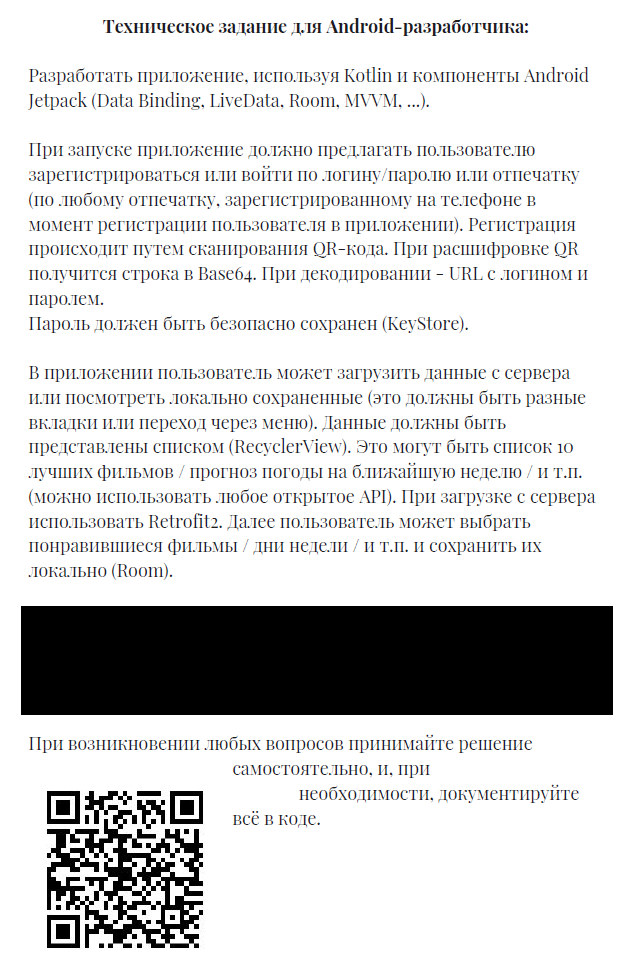 Техническое задание для Android-разработчика:
Разработать приложение, используя Kotlin и компоненты Android
Jetpack (Data Binding, LiveData, Room, MVVM, ...).
При запуске приложение должно предлагать пользователю
зарегистрироваться или войти по логину/паролю или отпечатку
(по любому отпечатку, зарегистрированному на телефоне в
момент регистрации пользователя в приложении). Регистрация
происходит путем сканирования QR-кода. При расшифровке QR
получится строка в Base64. При декодировании - URL с логином и
паролем.
Пароль должен быть безопасно сохранен (KeyStore).
В приложении пользователь может загрузить данные с сервера
или посмотреть локально сохраненные (это должны быть разные
вкладки или переход через меню). Данные должны быть
представлены списком (RecyclerView). Это могут быть список 10
лучших фильмов / прогноз погоды на ближайшую неделю / и т.п.
(можно использовать любое открытое API). При загрузке с сервера
использовать Retrofit2. Далее пользователь может выбрать
понравившиеся фильмы / дни недели / и т.п. и сохранить их
локально (Room).
При возникновении любых вопросов принимайте решение
самостоятельно, и, при
необходимости, документируйте
всё в коде.